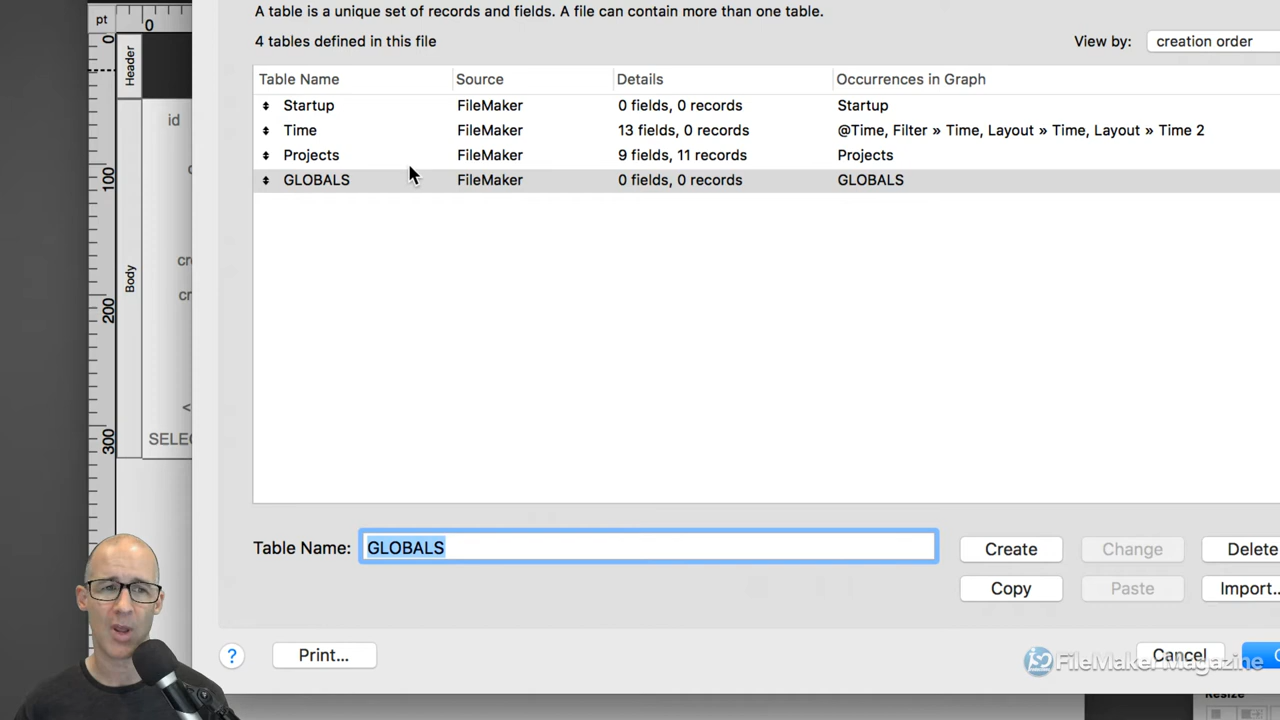 pt
0
A table is a unique set of records and fields. A file can contain more than one table.
4 tables defined in this file
View by: creation order
Table Name Source Details Occurrences in Graph
Startup FileMaker 0 fields, 0 records Startup
Time FileMaker 13 fields, 0 records @Time, Filter » Time, Layout » Time, Layout » Time 2
Projects FileMaker 9 fields, 11 records Projects
GLOBALS FileMaker 0 fields, 0 records GLOBALS
Header
Body
0
100
200
300
id
c
cr
cr
<
SELEC
Table Name: GLOBALS
Create Change Delete
Copy Paste Import...
? Print... Cancel
FileMaker Magazine
Resize